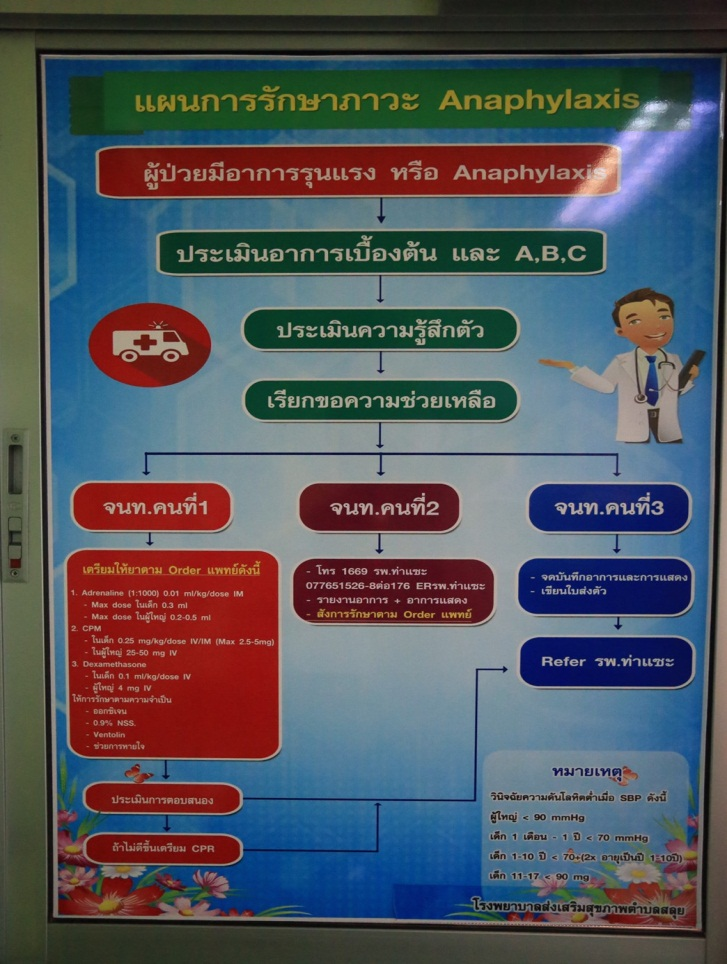 แผนการรักษาภาวะ Anaphylaxis
ผู้ป่วยมีอาการรุนแรง หรือ Anaphylaxis
ประเมินอาการเบื้องต้น และ A,B,C
ประเมินความรู้สึกตัว
เรียกขอความช่วยเหลือ
จนท.คนที่1
เตรียมให้ยาตาม Order แพทย์ดังนี้
1. Adrenaline (1:1000) 0.01 ml/kg/dose IM
- Max dose ในเด็ก 0.3 ml
- Max dose ในผู้ใหญ่ 0.2-0.5 ml
2. CPM
- ในเด็ก 0.25 mg/kg/dose IV/IM (Max 2.5-5mg)
- ในผู้ใหญ่ 25-50 mg IV
3. Dexamethasone
- ในเด็ก 0.1 ml/kg/dose IV
- ผู้ใหญ่ 4 mg IV
ให้การรักษาตามความจำเป็น
- ออกซิเจน
- 0.9% NSS.
- Ventolin
- ช่วยการหายใจ
ประเมินการตอบสนอง
ถ้าไม่ดีขึ้นเตรียม CPR
จนท.คนที่2
- โทร 1669 รพ.ท่าแซะ
077651526-8ต่อ176 ERรพ.ท่าแซะ
- รายงานอาการ + อาการแสดง
- สั่งการรักษาตาม Order แพทย์
จนท.คนที่3
- จดบันทึกอาการและการแสดง
- เขียนใบส่งตัว
Refer รพ.ท่าแซะ
หมายเหตุ
วินิจฉัยความดันโลหิตต่ำเมื่อ SBP ดังนี้
ผู้ใหญ่ < 90 mmHg
เด็ก 1 เดือน - 1 ปี < 70 mmHg
เด็ก 1-10 ปี < 70+(2x อายุเป็นปี 1-10ปี)
เด็ก 11-17 < 90 mg
โรงพยาบาลส่งเสริมสุขภาพตำบลสลุย